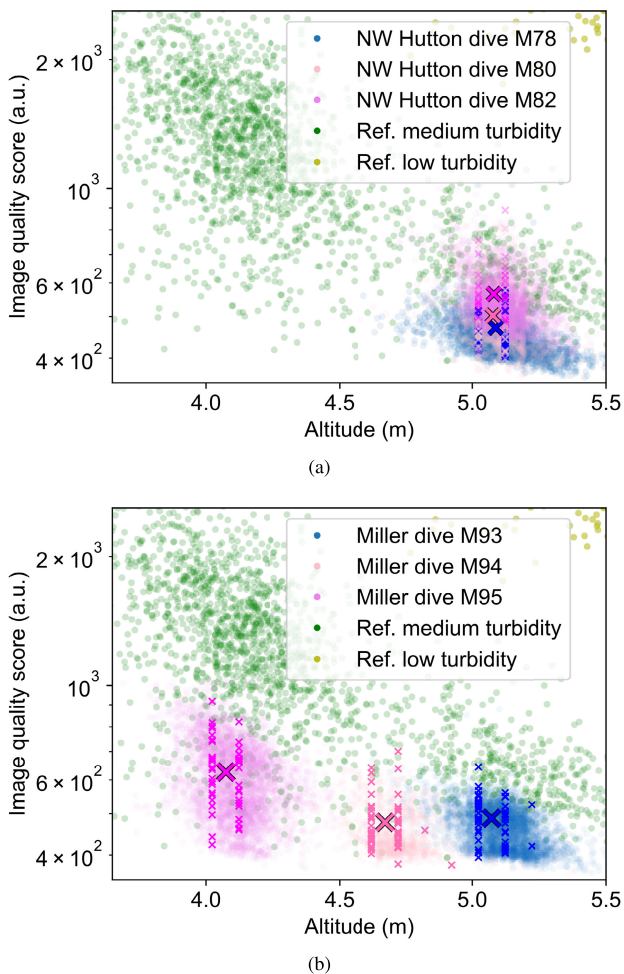 2 × 10³
10³
6 × 10²
4 × 10²
Image quality score (a.u.)
NW Hutton dive M78
NW Hutton dive M80
NW Hutton dive M82
Ref. medium turbidity
Ref. low turbidity
4.0 4.5 5.0 5.5
Altitude (m)
(a)
2 × 10³
10³
6 × 10²
4 × 10²
Image quality score (a.u.)
Miller dive M93
Miller dive M94
Miller dive M95
Ref. medium turbidity
Ref. low turbidity
4.0 4.5 5.0 5.5
Altitude (m)
(b)